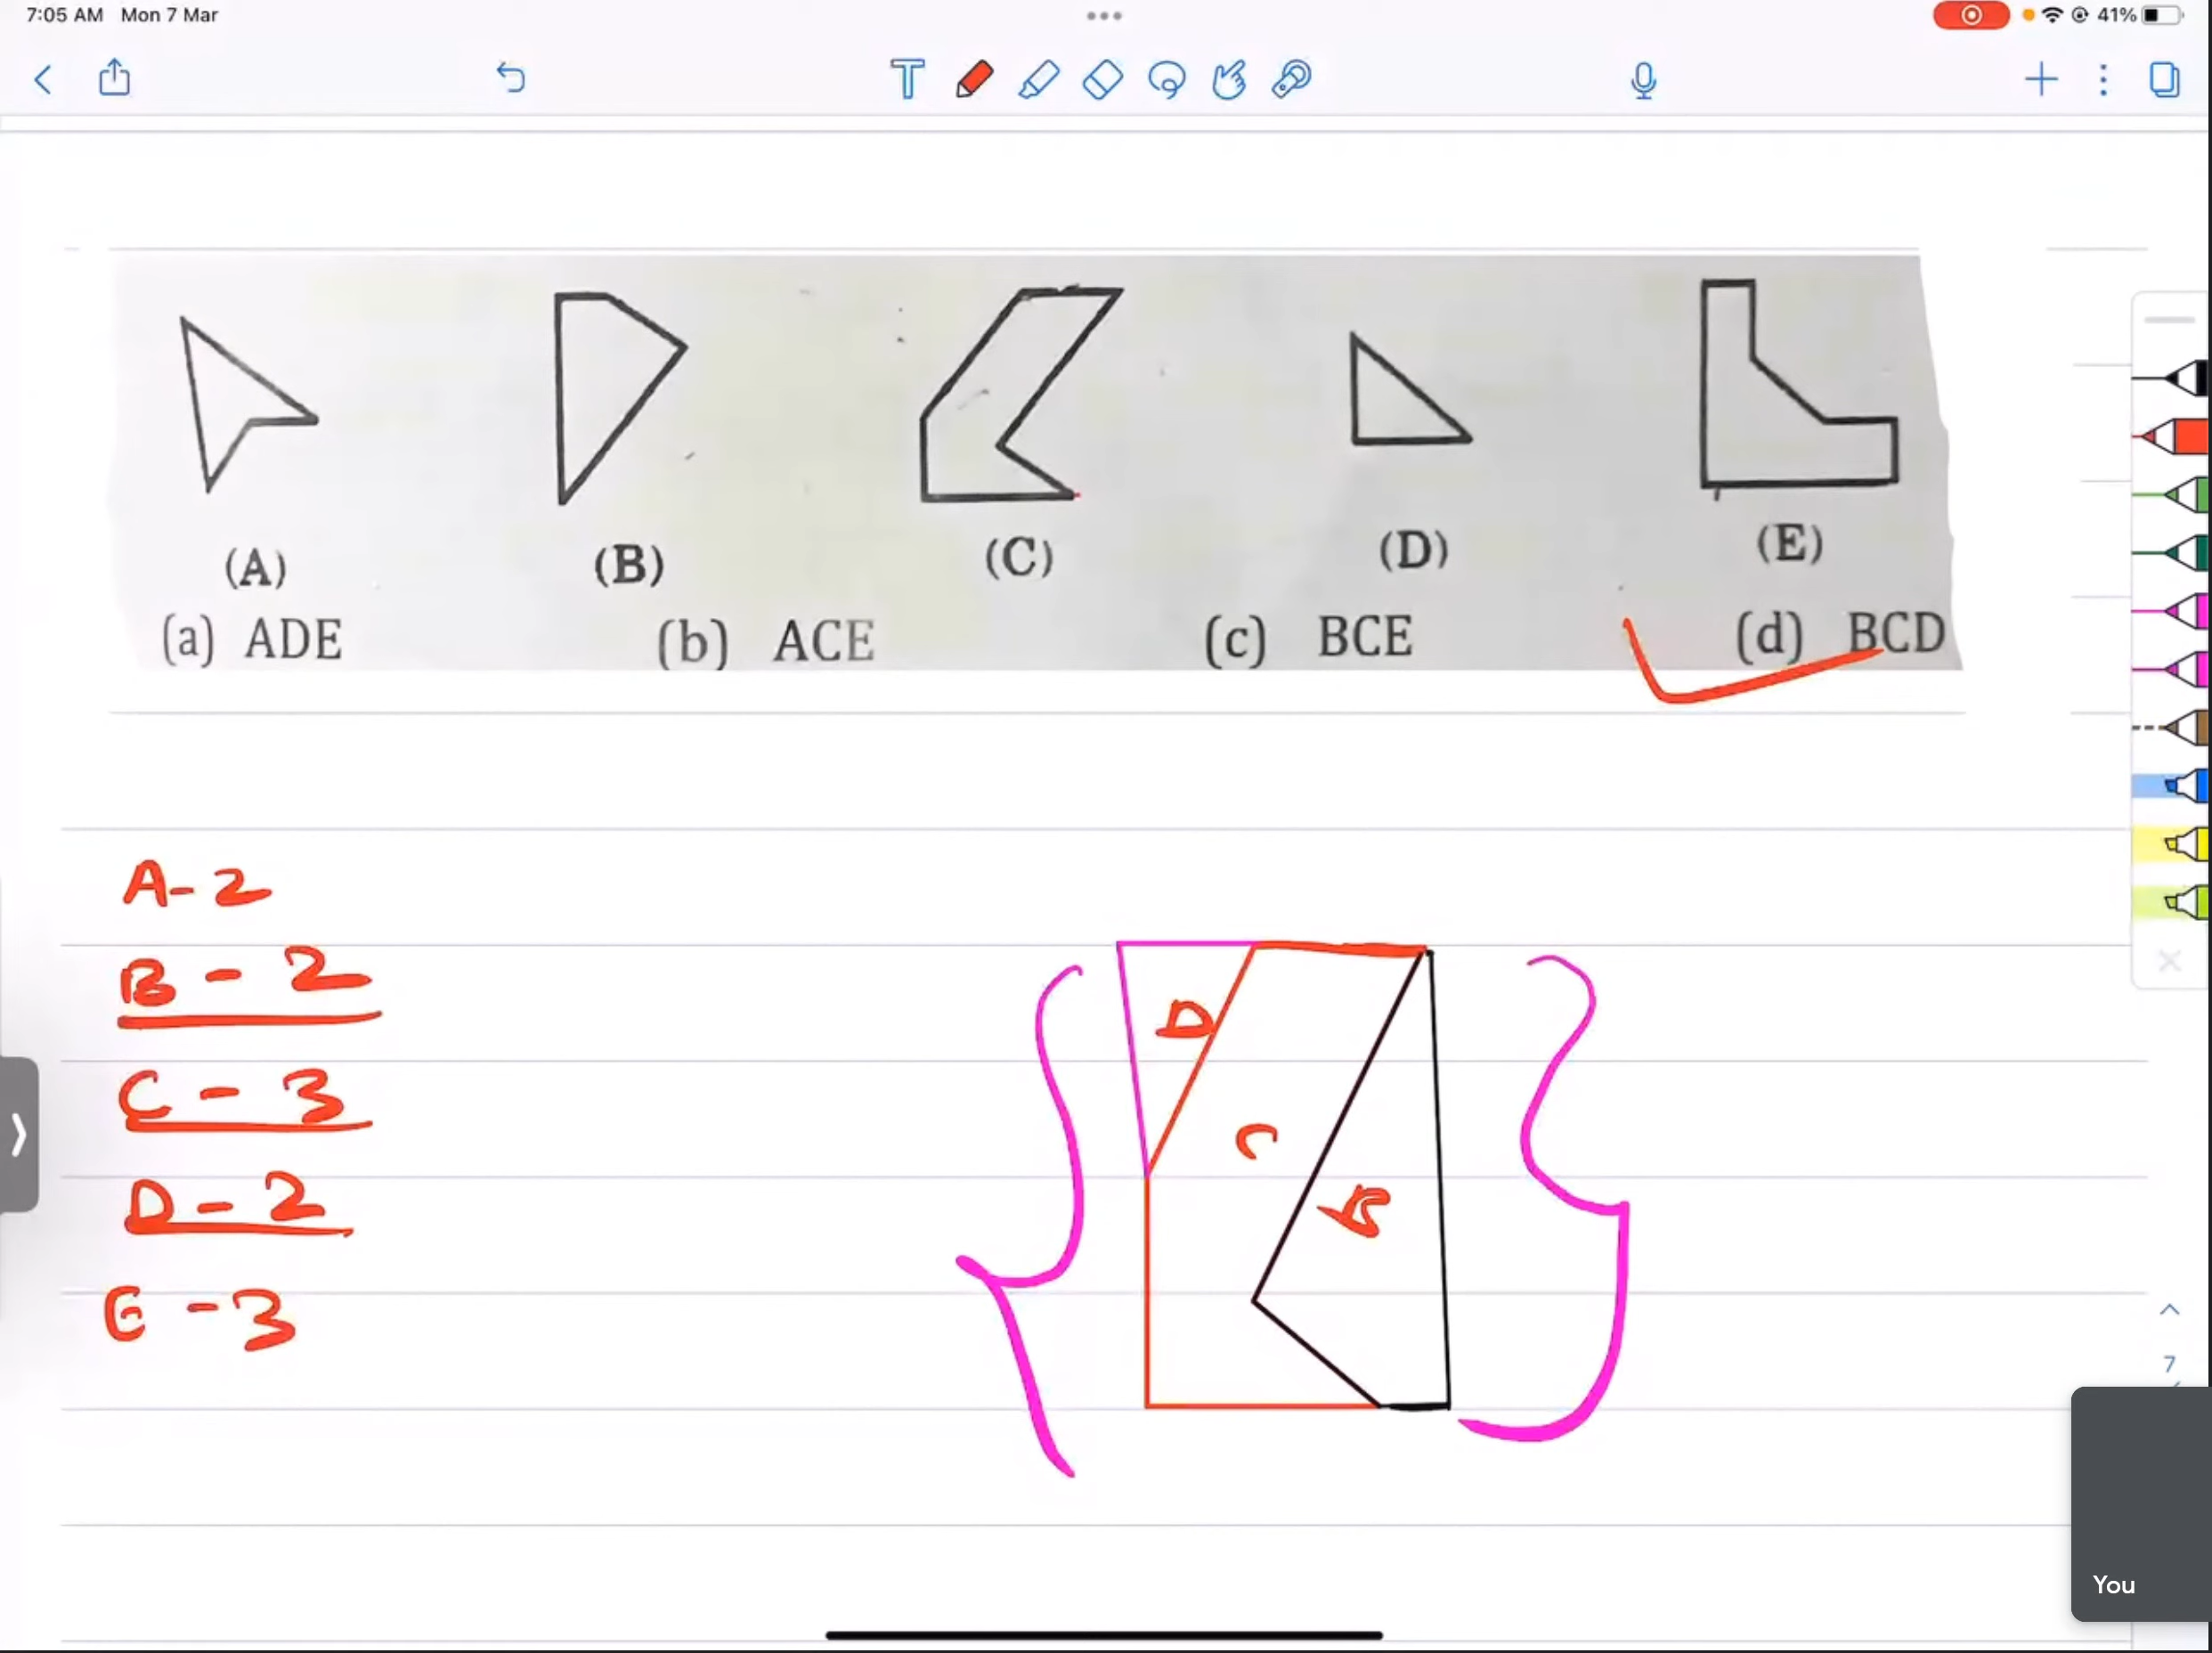 7:05 AM Mon 7 Mar
41%
T
(A) (B) (C) (D) (E)
(a) ADE (b) ACE (c) BCE (d) BCD
A-2
B - 2
C - 3
D - 2
E - 3
D
C
B
7
You